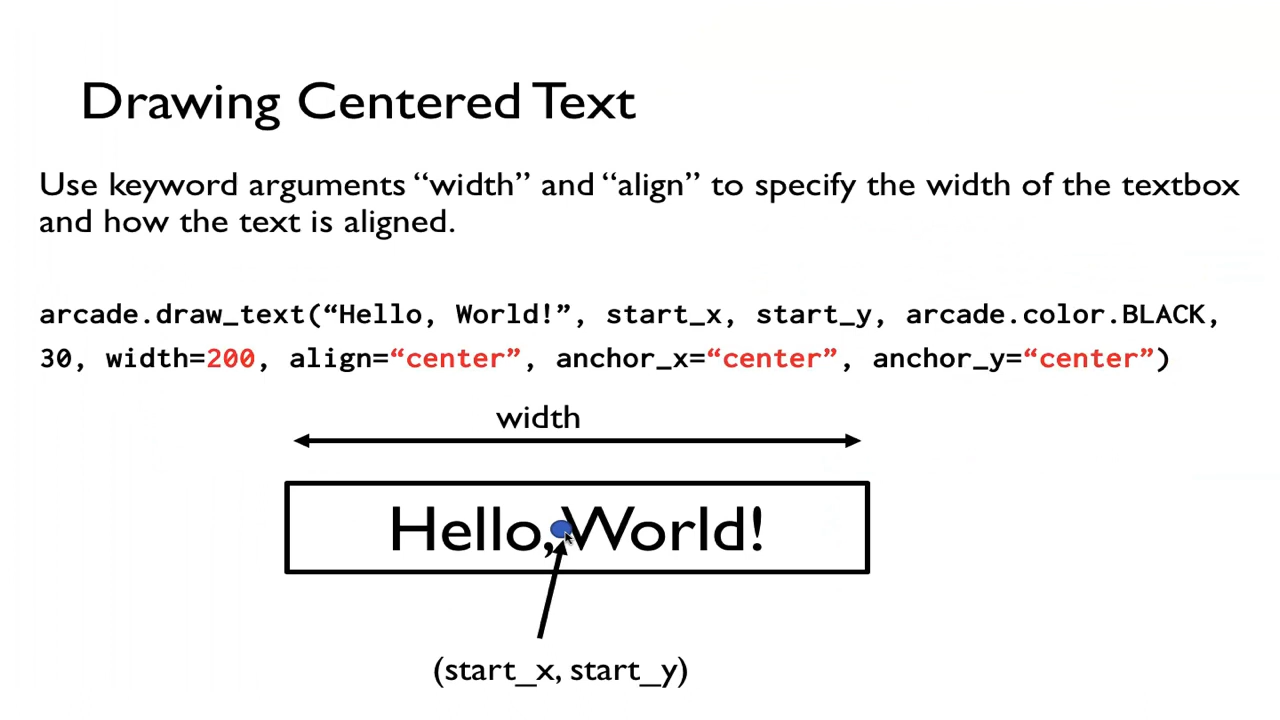 Drawing Centered Text
Use keyword arguments “width” and “align” to specify the width of the textbox
and how the text is aligned.
arcade.draw_text(“Hello, World!”, start_x, start_y, arcade.color.BLACK,
30, width=200, align=“center”, anchor_x=“center”, anchor_y=“center”)
width
Hello, World!
(start_x, start_y)